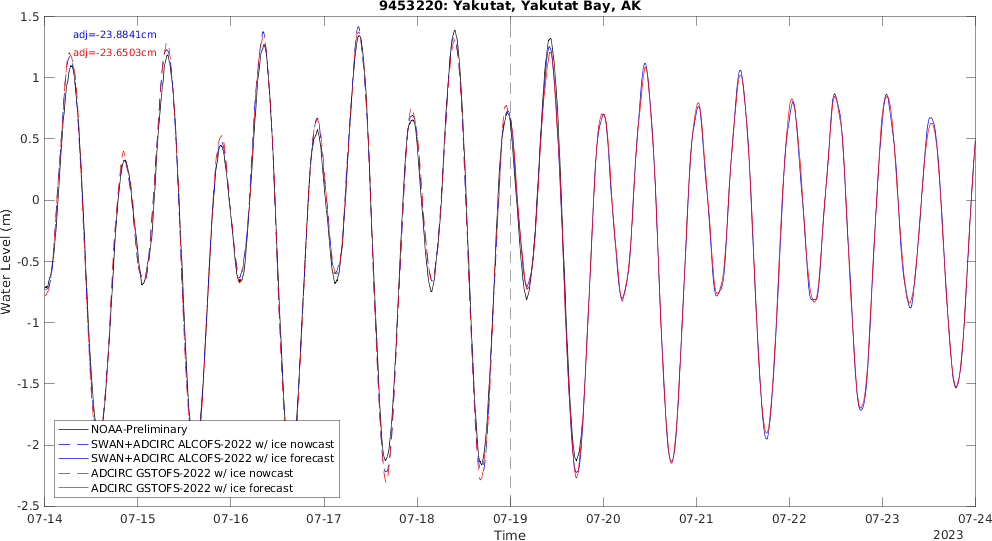 9453220: Yakutat, Yakutat Bay, AK
adj=-23.8841cm
adj=-23.6503cm
Water Level (m)
1.5
1
0.5
0
-0.5
-1
-1.5
-2
-2.5
NOAA-Preliminary
SWAN+ADCIRC ALCOFS-2022 w/ ice nowcast
SWAN+ADCIRC ALCOFS-2022 w/ ice forecast
ADCIRC GSTOFS-2022 w/ ice nowcast
ADCIRC GSTOFS-2022 w/ ice forecast
07-14 07-15 07-16 07-17 07-18 07-19 07-20 07-21 07-22 07-23 07-24
Time
2023